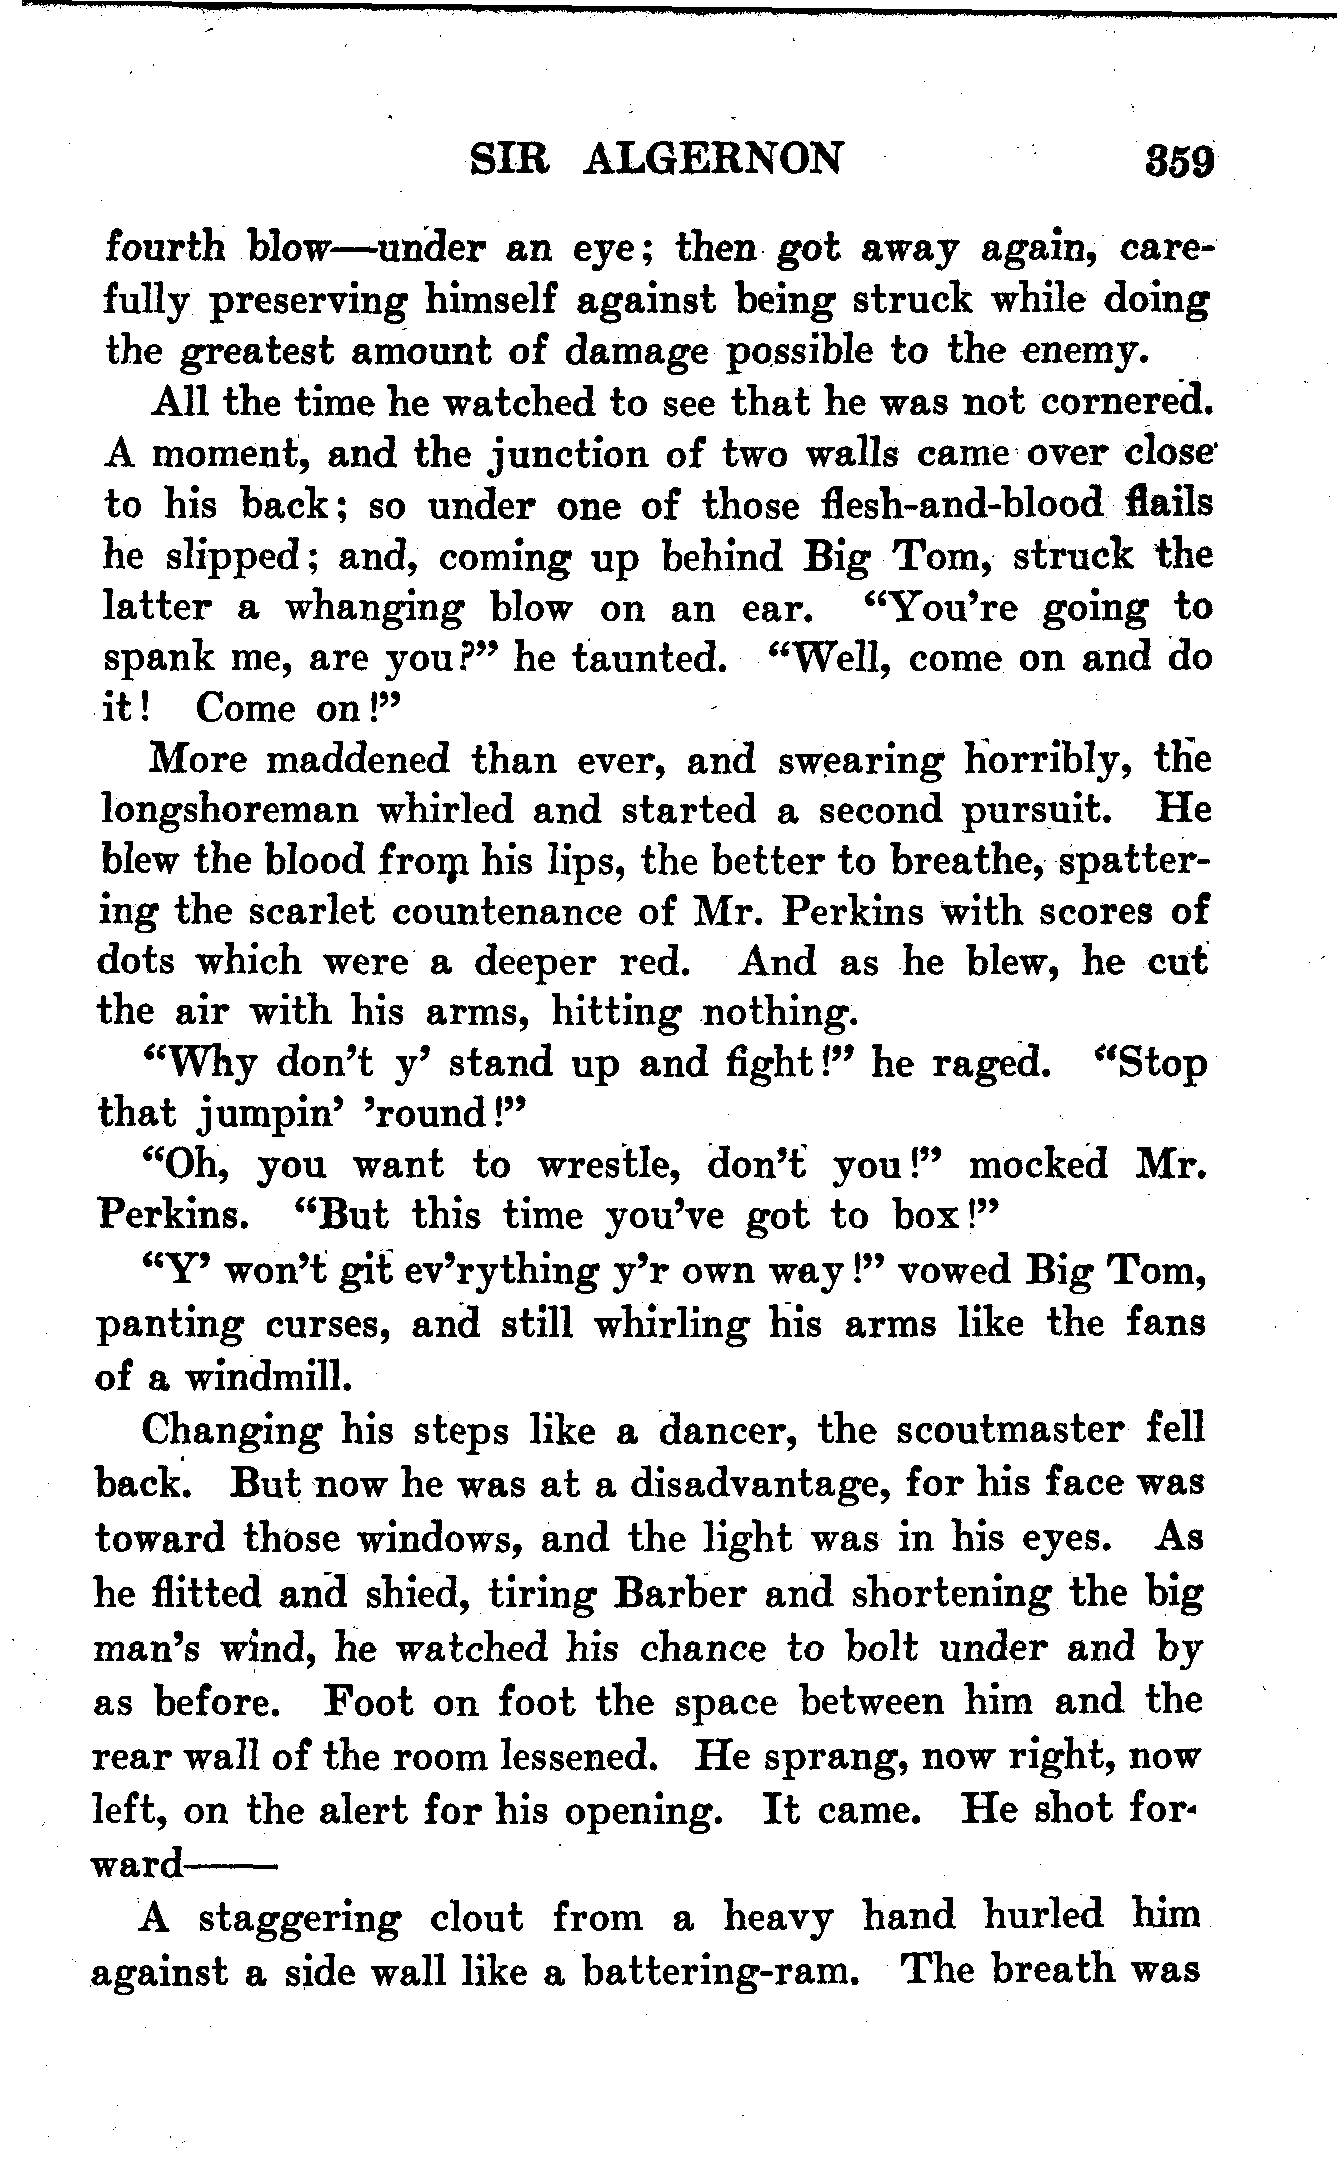 SIR ALGERNON 359
fourth blow—under an eye; then got away again, care-
fully preserving himself against being struck while doing
the greatest amount of damage possible to the enemy.
All the time he watched to see that he was not cornered.
A moment, and the junction of two walls came over close
to his back; so under one of those flesh-and-blood flails
he slipped; and, coming up behind Big Tom, struck the
latter a whanging blow on an ear. “You’re going to
spank me, are you?” he taunted. “Well, come on and do
it! Come on!”
More maddened than ever, and swearing horribly, the
longshoreman whirled and started a second pursuit. He
blew the blood from his lips, the better to breathe, spatter-
ing the scarlet countenance of Mr. Perkins with scores of
dots which were a deeper red. And as he blew, he cut
the air with his arms, hitting nothing.
“Why don’t y’ stand up and fight!” he raged. “Stop
that jumpin’ ’round!”
“Oh, you want to wrestle, don’t you!” mocked Mr.
Perkins. “But this time you’ve got to box!”
“Y’ won’t git ev’rything y’r own way!” vowed Big Tom,
panting curses, and still whirling his arms like the fans
of a windmill.
Changing his steps like a dancer, the scoutmaster fell
back. But now he was at a disadvantage, for his face was
toward those windows, and the light was in his eyes. As
he flitted and shied, tiring Barber and shortening the big
man’s wind, he watched his chance to bolt under and by
as before. Foot on foot the space between him and the
rear wall of the room lessened. He sprang, now right, now
left, on the alert for his opening. It came. He shot for-
ward——
A staggering clout from a heavy hand hurled him
against a side wall like a battering-ram. The breath was